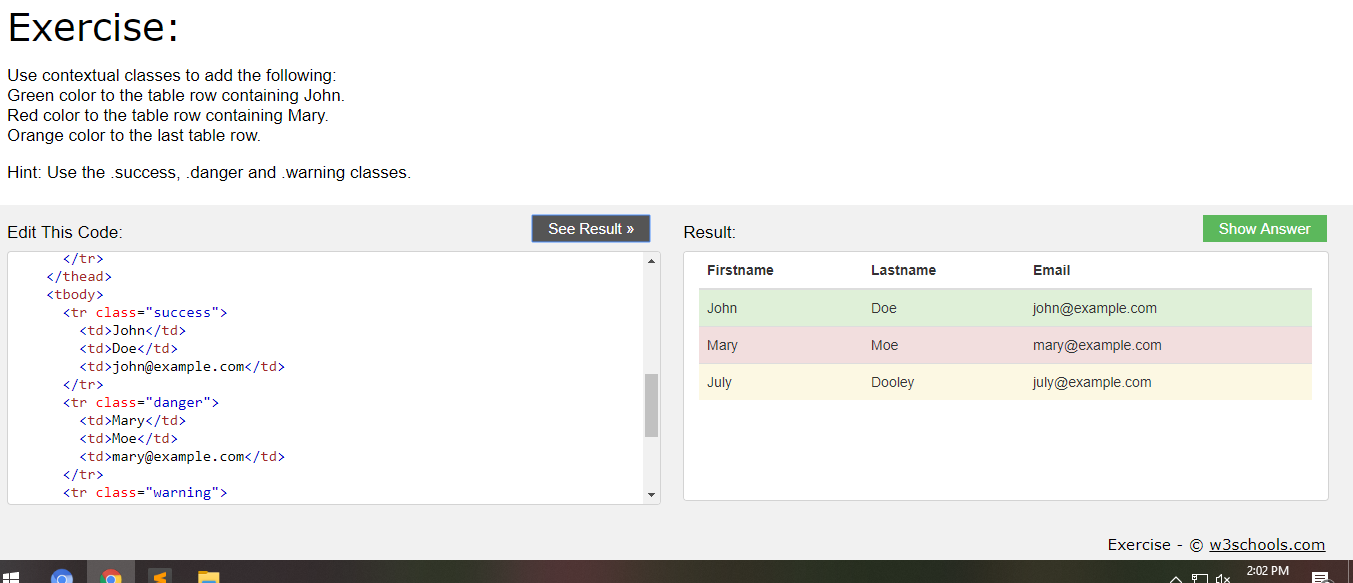 Exercise:
Use contextual classes to add the following:
Green color to the table row containing John.
Red color to the table row containing Mary.
Orange color to the last table row.
Hint: Use the .success, .danger and .warning classes.
Edit This Code:
See Result »
</tr>
</thead>
<tbody>
<tr class="success">
<td>John</td>
<td>Doe</td>
<td>john@example.com</td>
</tr>
<tr class="danger">
<td>Mary</td>
<td>Moe</td>
<td>mary@example.com</td>
</tr>
<tr class="warning">
Result:
Show Answer
Firstname Lastname Email
John Doe john@example.com
Mary Moe mary@example.com
July Dooley july@example.com
Exercise - © w3schools.com
2:02 PM